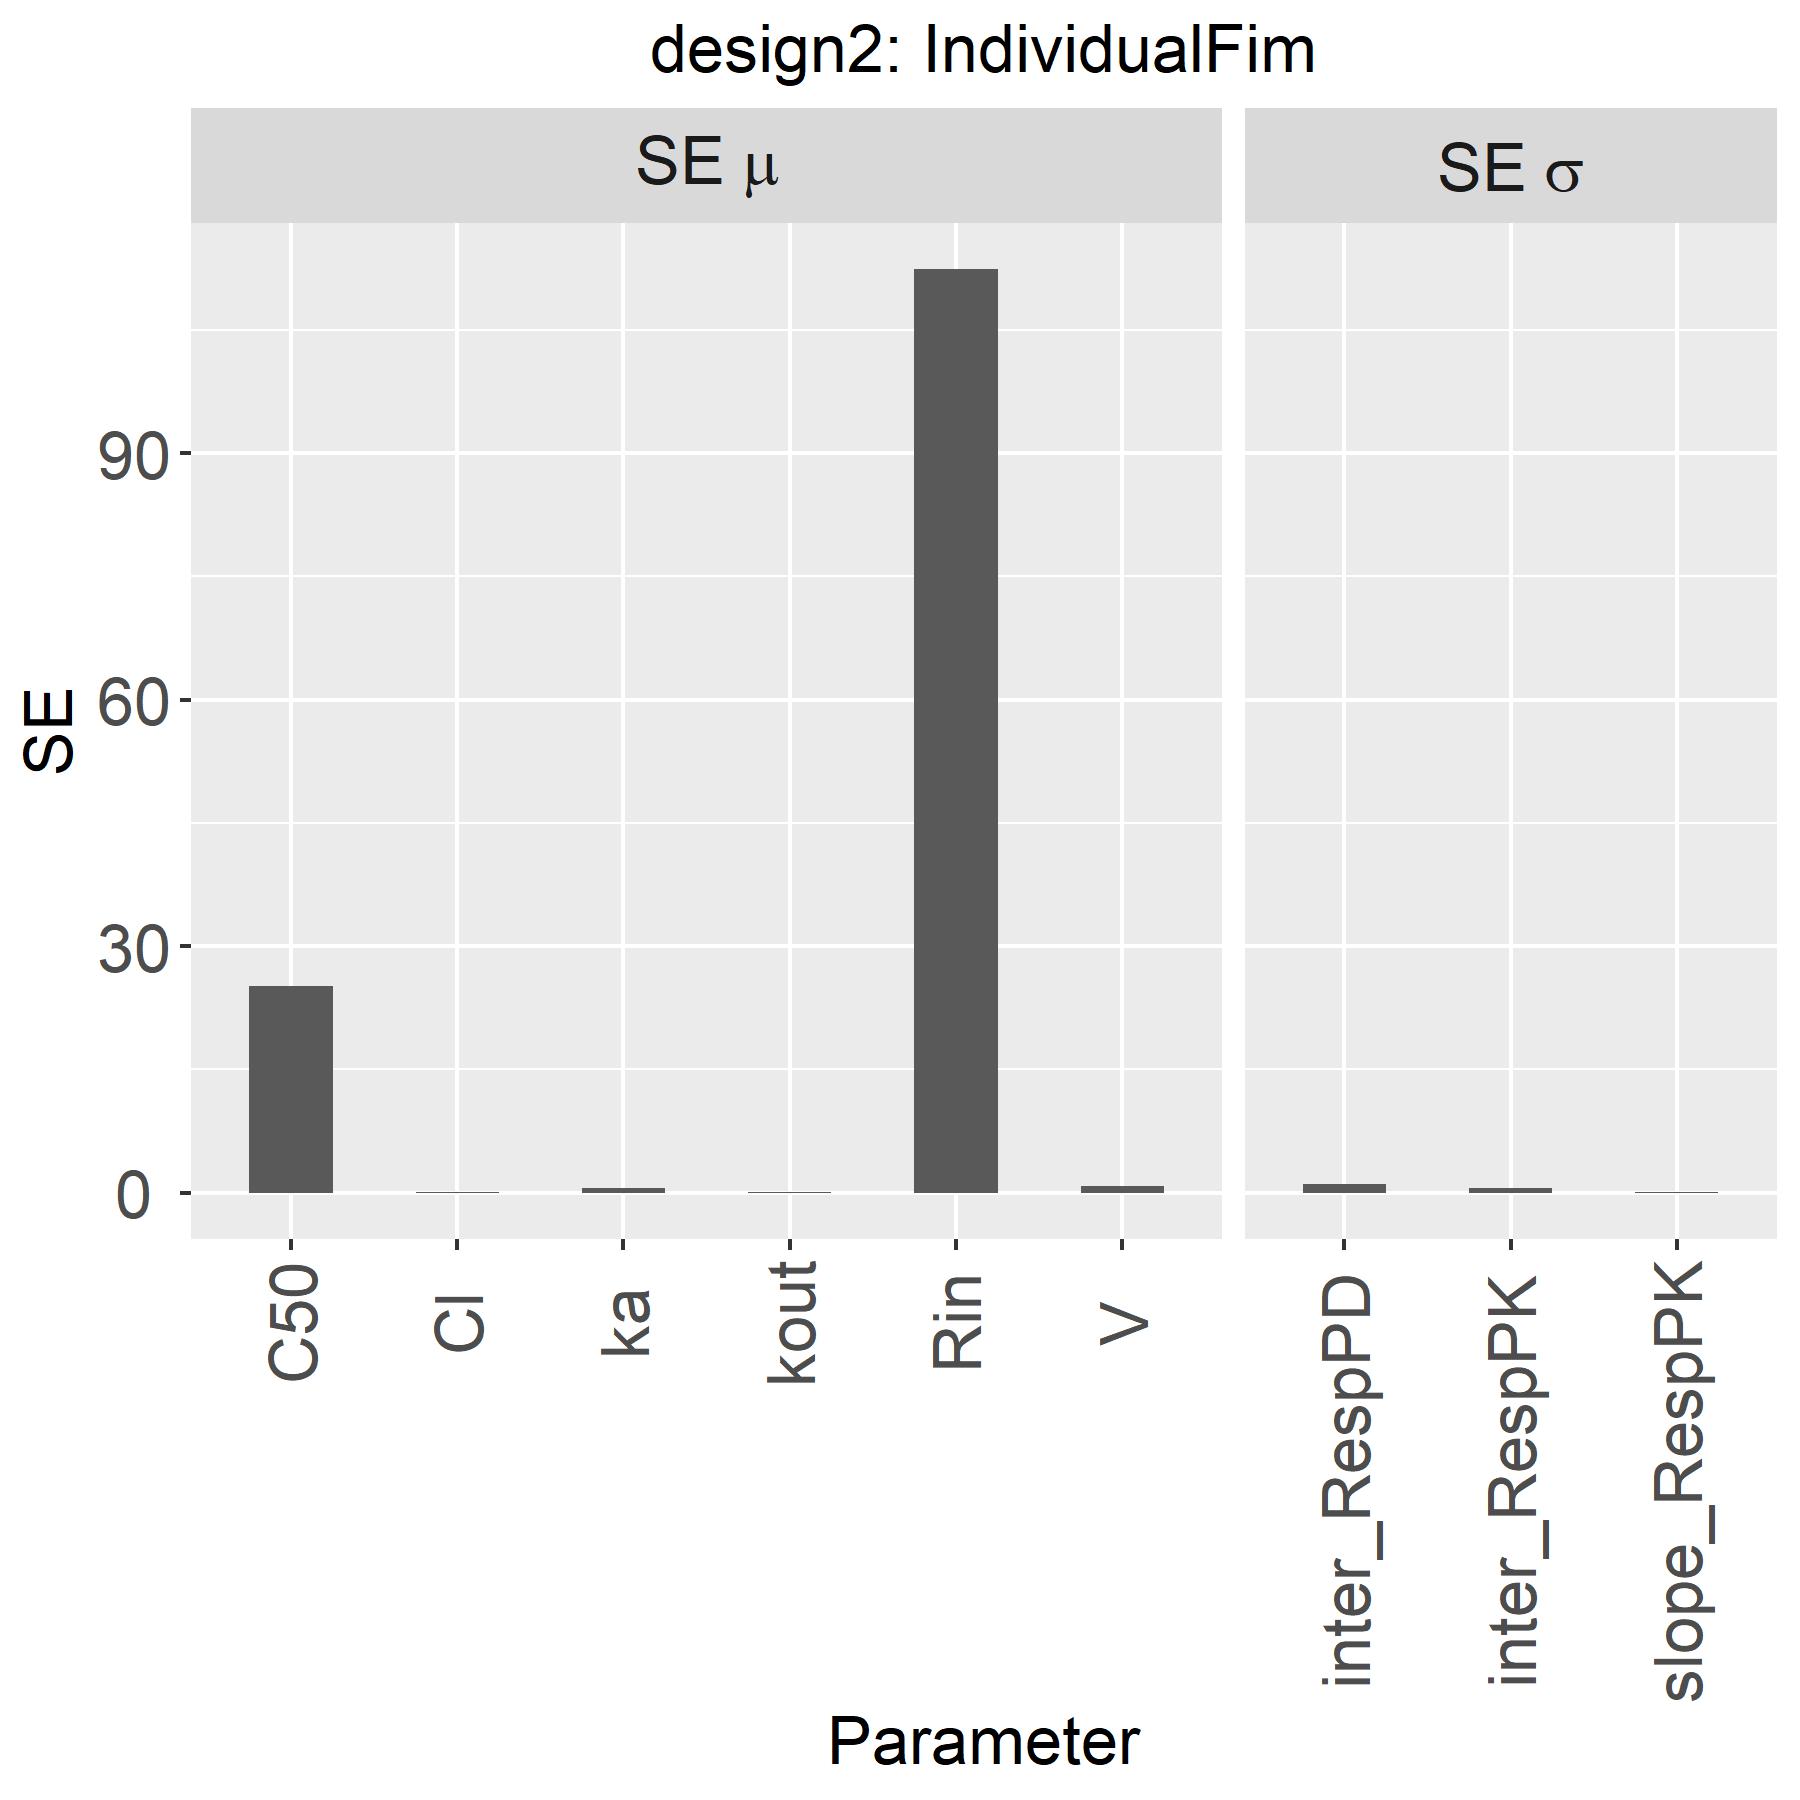 design2: IndividualFim
SE μ
SE σ
SE
90
60
30
0
C50
Cl
ka
kout
Rin
V
inter_RespPD
inter_RespPK
slope_RespPK
Parameter